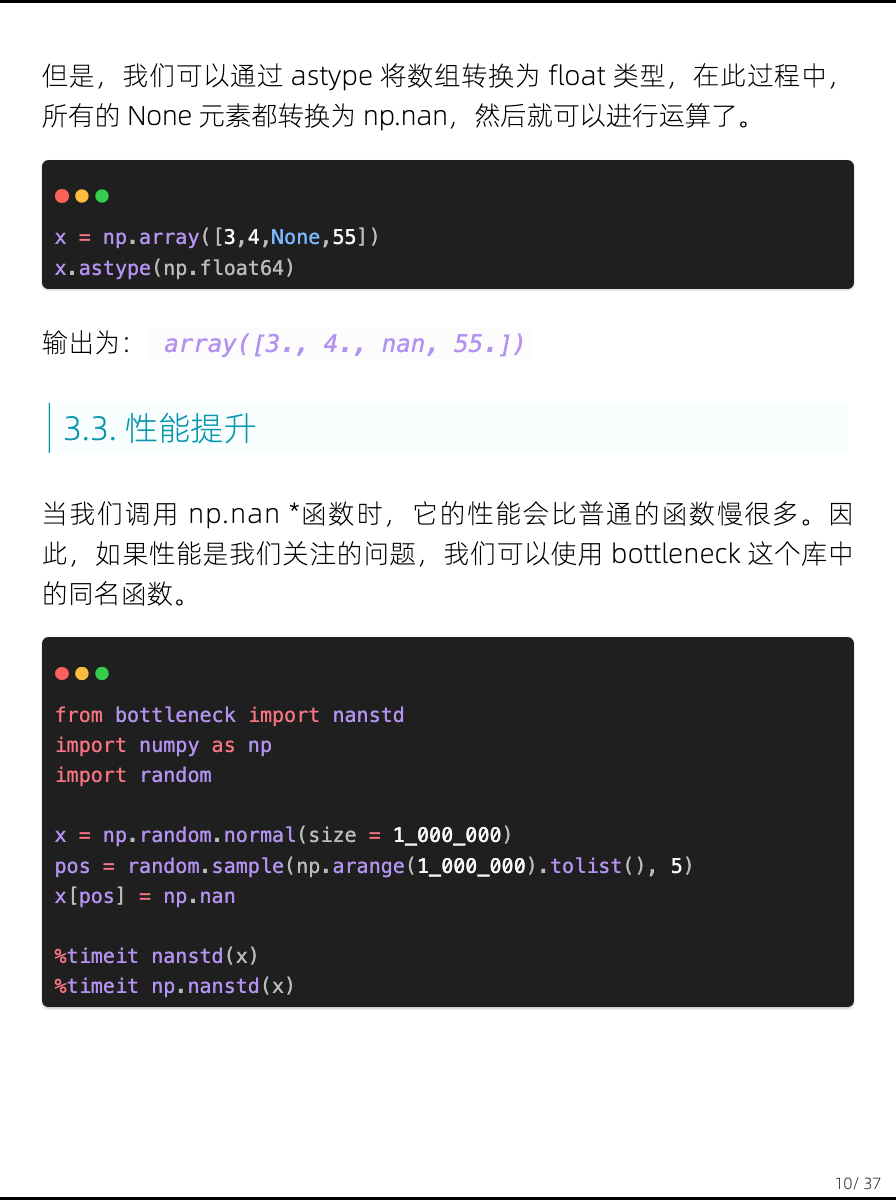 但是，我们可以通过 astype 将数组转换为 float 类型，在此过程中，
所有的 None 元素都转换为 np.nan，然后就可以进行运算了。
x = np.array([3,4,None,55])
x.astype(np.float64)
输出为： array([3., 4., nan, 55.])
3.3. 性能提升
当我们调用 np.nan *函数时，它的性能会比普通的函数慢很多。因
此，如果性能是我们关注的问题，我们可以使用 bottleneck 这个库中
的同名函数。
from bottleneck import nanstd
import numpy as np
import random
x = np.random.normal(size = 1_000_000)
pos = random.sample(np.arange(1_000_000).tolist(), 5)
x[pos] = np.nan
%timeit nanstd(x)
%timeit np.nanstd(x)
10/ 37